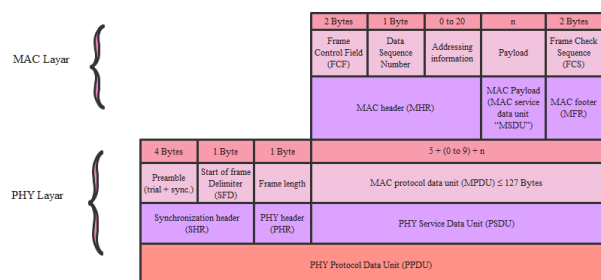 2 Bytes 1 Byte 0 to 20 n 2 Bytes
MAC Layar
Frame
Control Field
(FCF)
Data
Sequence
Number
Addressing
information
Payload
Frame Check
Sequence
(FCS)
MAC header (MHR)
MAC Payload
(MAC service
data unit
“MSDU”)
MAC footer
(MFR)
4 Bytes 1 Byte 1 Byte 5 + (0 to 9) + n
PHY Layar
Preamble
(trial + sync.)
Start of frame
Delimiter
(SFD)
Frame length
MAC protocol data unit (MPDU) ≤ 127 Bytes
Synchronization header
(SHR)
PHY header
(PHR)
PHY Service Data Unit (PSDU)
PHY Protocol Data Unit (PPDU)